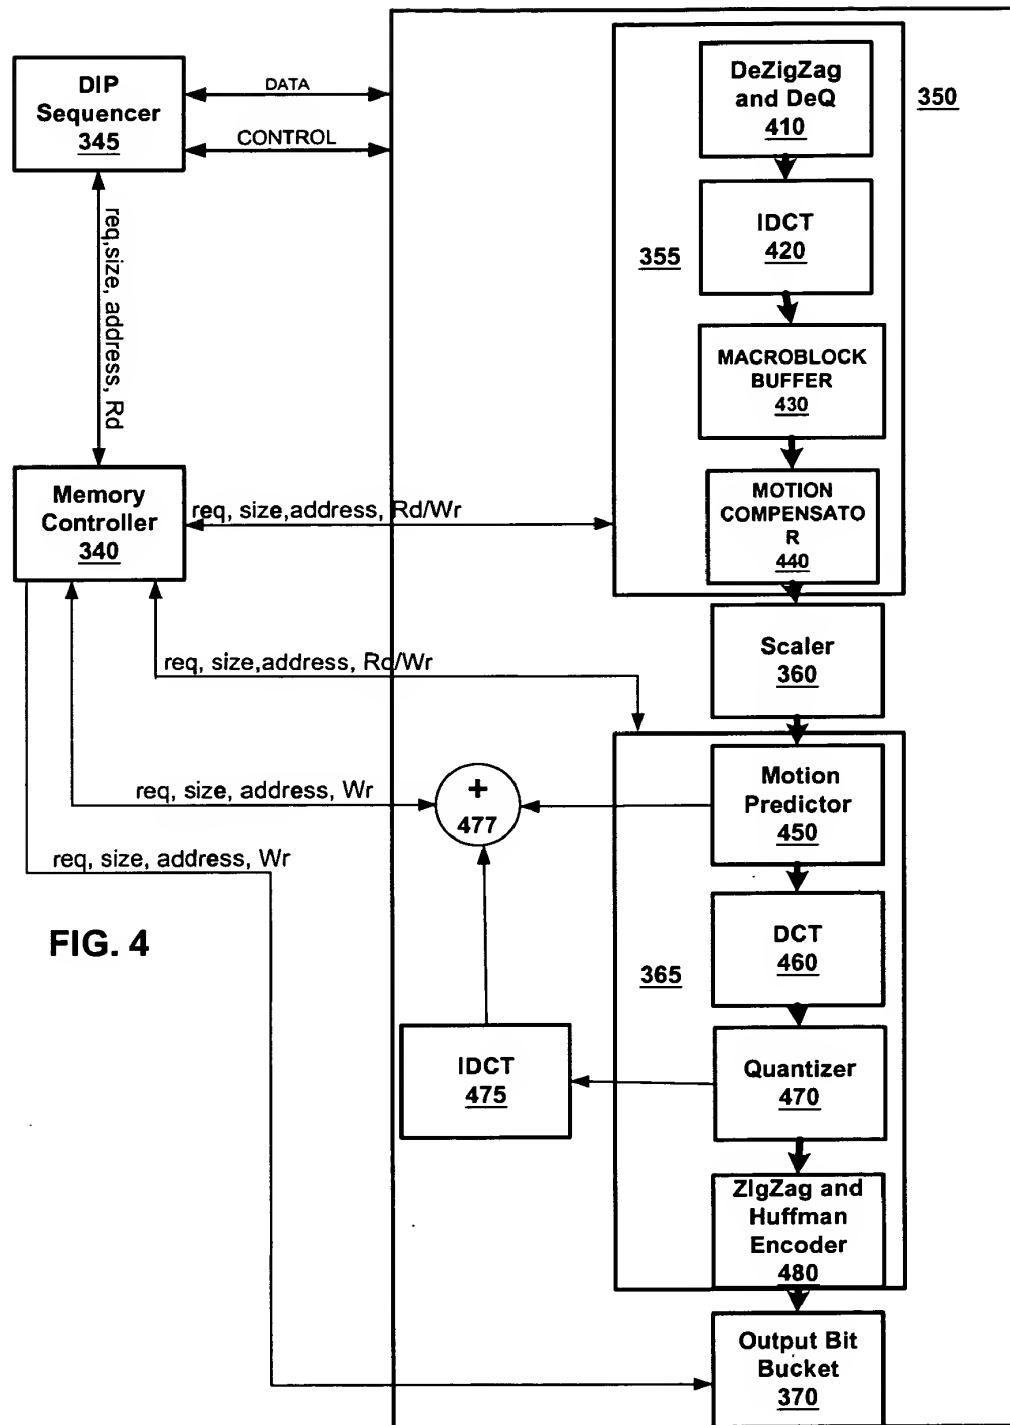 DIP
Sequencer
345
DATA
CONTROL
DeZigZag
and DeQ
410
350
IDCT
420
355
req,size, address, Rd
MACROBLOCK
BUFFER
430
Memory
Controller
340
req, size,address, Rd/Wr
MOTION
COMPENSATO
R
440
Scaler
360
req, size,address, Rd/Wr
Motion
Predictor
450
req, size, address, Wr
+
477
req, size, address, Wr
FIG. 4
DCT
460
365
IDCT
475
Quantizer
470
ZIgZag and
Huffman
Encoder
480
Output Bit
Bucket
370